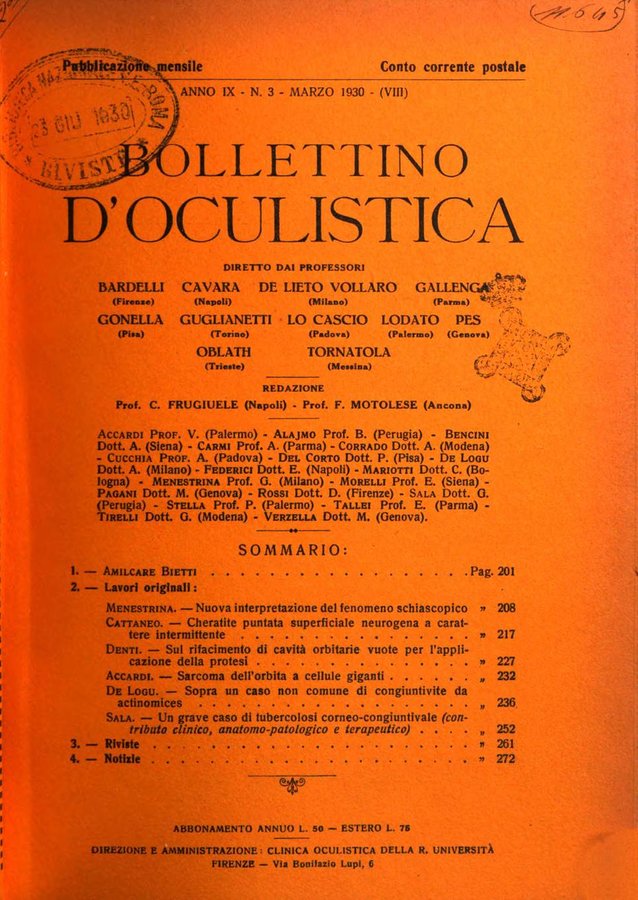 Pubblicazione mensile Conto corrente postale
ANNO IX - N. 3 - MARZO 1930 - (VIII)
23 GIU 1930
RIVISTE
BOLLETTINO
D'OCULISTICA
DIRETTO DAI PROFESSORI
BARDELLI CAVARA DE LIETO VOLLARO GALLENGA
(Firenze) (Napoli) (Milano) (Parma)
GONELLA GUGLIANETTI LO CASCIO LODATO PES
(Pisa) (Torino) (Padova) (Palermo) (Genova)
OBLATH TORNATOLA
(Trieste) (Messina)
REDAZIONE
Prof. C. FRUGIUELE (Napoli) - Prof. F. MOTOLESE (Ancona)
ACCARDI PROF. V. (Palermo) - ALAJMO Prof. B. (Perugia) - BENCINI
Dott. A. (Siena) - CARMI Prof. A. (Parma) - CORRADO Dott. A. (Modena)
- CUCCHIA PROF. A. (Padova) - DEL CORTO Dott. P. (Pisa) - DE LOGU
Dott. A. (Milano) - FEDERICI Dott. E. (Napoli) - MARIOTTI Dott. C. (Bo-
logna) - MENESTRINA Prof. G. (Milano) - MORELLI Prof. E. (Siena) -
PAGANI Dott. M. (Genova) - ROSSI Dott. D. (Firenze) - SALA Dott. G.
(Perugia) - STELLA Prof. P. (Palermo) - TALLEI Prof. E. (Parma) -
TIRELLI Dott. G. (Modena) - VERZELLA Dott. M. (Genova).
SOMMARIO:
1. — AMILCARE BIETTI . . . . . . . . . . . . . . . . . . Pag. 201
2. — Lavori originali:
MENESTRINA. — Nuova interpretazione del fenomeno schiascopico » 208
CATTANEO. — Cheratite puntata superficiale neurogena a carat-
tere intermittente . . . . . . . . . . . . . . . . » 217
DENTI. — Sul rifacimento di cavità orbitarie vuote per l'appli-
cazione della protesi . . . . . . . . . . . . . . . » 227
ACCARDI. — Sarcoma dell'orbita a cellule giganti . . . . . . „ 232
DE LOGU. — Sopra un caso non comune di congiuntivite da
actinomices . . . . . . . . . . . . . . . . . . . „ 236
SALA. — Un grave caso di tubercolosi corneo-congiuntivale (con-
tributo clinico, anatomo-patologico e terapeutico) . . . . „ 252
3. — Riviste . . . . . . . . . . . . . . . . . . . . . . » 261
4. — Notizie . . . . . . . . . . . . . . . . . . . . . . » 272
ABBONAMENTO ANNUO L. 50 — ESTERO L. 75
DIREZIONE E AMMINISTRAZIONE: CLINICA OCULISTICA DELLA R. UNIVERSITÀ
FIRENZE — Via Bonifazio Lupi, 6